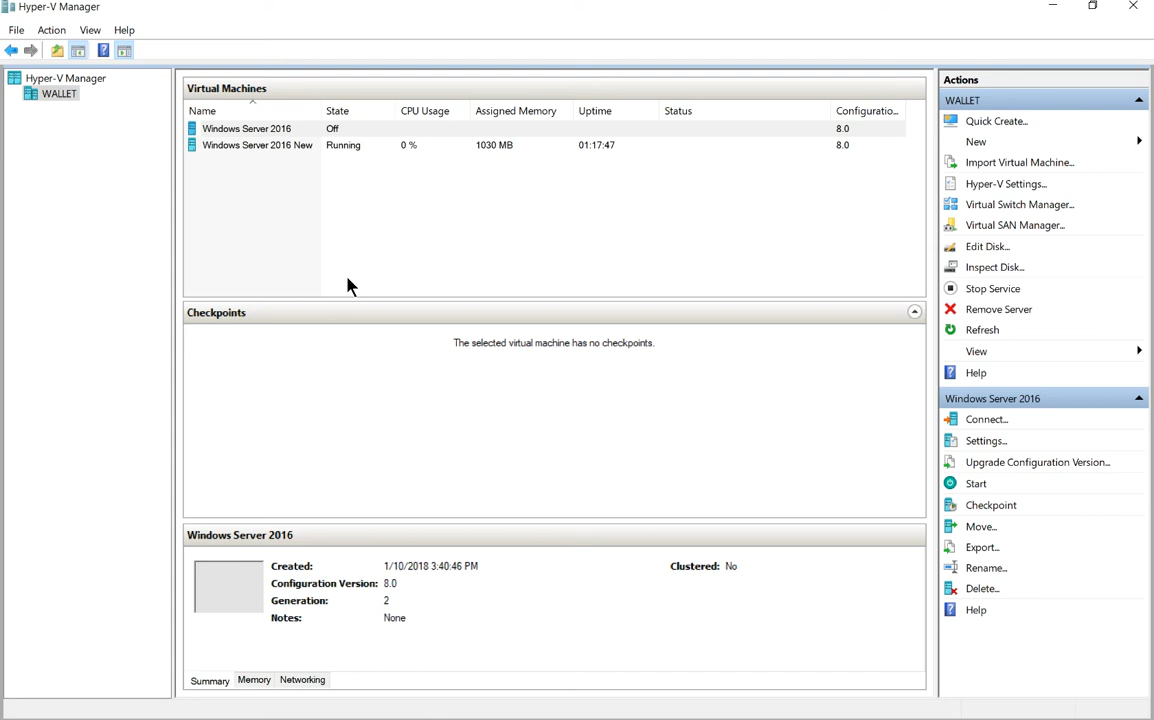 Hyper-V Manager
File Action View Help
Hyper-V Manager
WALLET
Virtual Machines
Name State CPU Usage Assigned Memory Uptime Status Configuratio...
Windows Server 2016 Off 8.0
Windows Server 2016 New Running 0 % 1030 MB 01:17:47 8.0
Checkpoints
The selected virtual machine has no checkpoints.
Windows Server 2016
Created: 1/10/2018 3:40:46 PM Clustered: No
Configuration Version: 8.0
Generation: 2
Notes: None
Summary Memory Networking
Actions
WALLET
Quick Create...
New
Import Virtual Machine...
Hyper-V Settings...
Virtual Switch Manager...
Virtual SAN Manager...
Edit Disk...
Inspect Disk...
Stop Service
Remove Server
Refresh
View
Help
Windows Server 2016
Connect...
Settings...
Upgrade Configuration Version...
Start
Checkpoint
Move...
Export...
Rename...
Delete...
Help